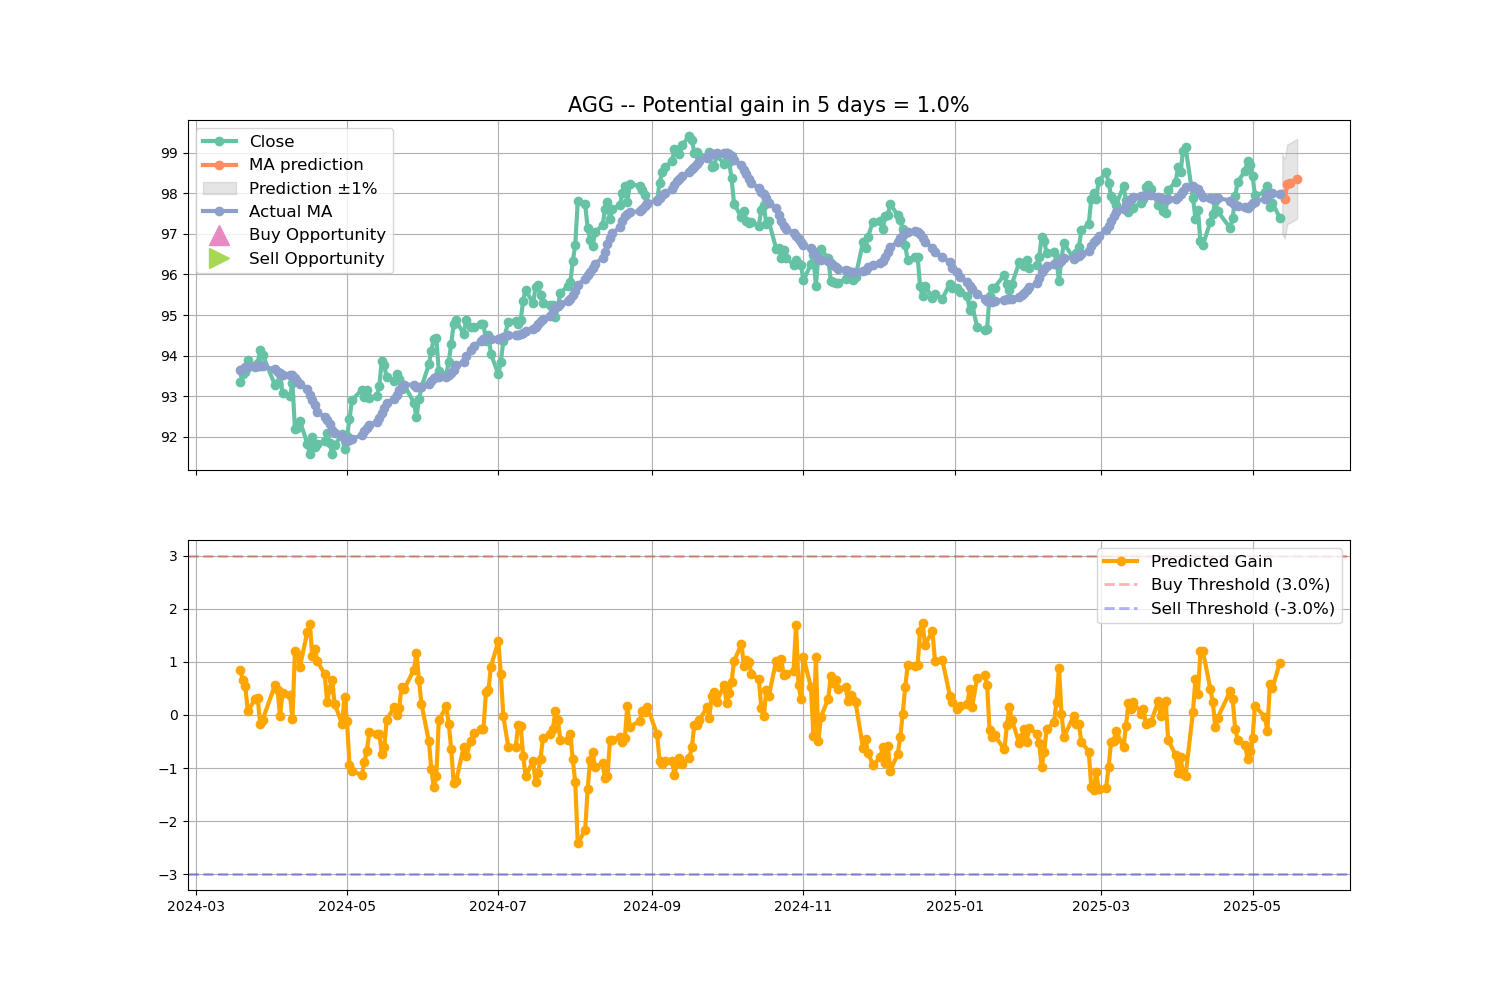 AGG -- Potential gain in 5 days = 1.0%
Close
MA prediction
Prediction ±1%
Actual MA
Buy Opportunity
Sell Opportunity
99
98
97
96
95
94
93
92
Predicted Gain
Buy Threshold (3.0%)
Sell Threshold (-3.0%)
3
2
1
0
−1
−2
−3
2024-03
2024-05
2024-07
2024-09
2024-11
2025-01
2025-03
2025-05